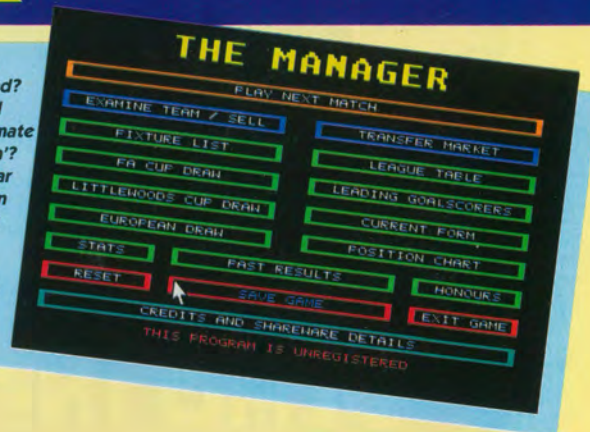 d?
mate
n'?
ar
n
THE MANAGER
PLAY NEXT MATCH
EXAMINE TEAM / SELL
TRANSFER MARKET
FIXTURE LIST
LEAGUE TABLE
FA CUP DRAW
LEADING GOALSCORERS
LITTLEWOODS CUP DRAW
CURRENT FORM
EUROPEAN DRAW
POSITION CHART
STATS
PAST RESULTS
HONOURS
RESET
SAVE GAME
EXIT GAME
CREDITS AND SHAREWARE DETAILS
THIS PROGRAM IS UNREGISTERED